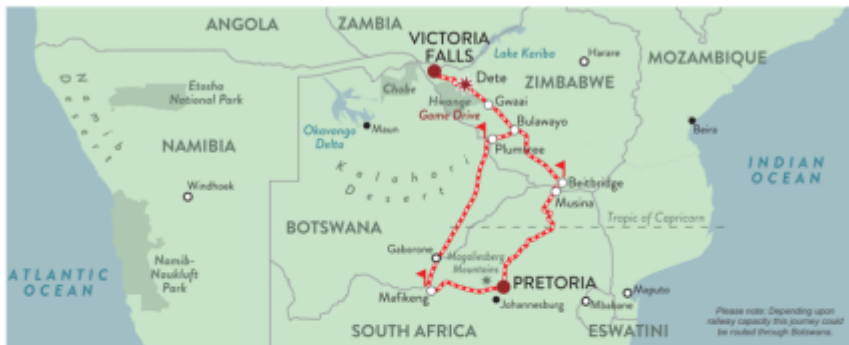 ANGOLA
ZAMBIA
VICTORIA
FALLS
Lake Kariba
Harare
MOZAMBIQUE
Etosha
National Park
Namib
Desert
Chobe
Dete
ZIMBABWE
Hwange
Game Drive
Gwaai
Okavango
Delta
Maun
Bulawayo
Beira
NAMIBIA
Plumtree
Kalahari
Desert
INDIAN
OCEAN
Windhoek
Beitbridge
Musina
BOTSWANA
Tropic of Capricorn
Gaborone
Magaliesberg
Mountains
Namib-
Naukluft
Park
ATLANTIC
OCEAN
PRETORIA
Mafikeng
Johannesburg
Maputo
Mbabane
SOUTH AFRICA
ESWATINI
Please note: Depending upon
railway capacity this journey could
be routed through Botswana.